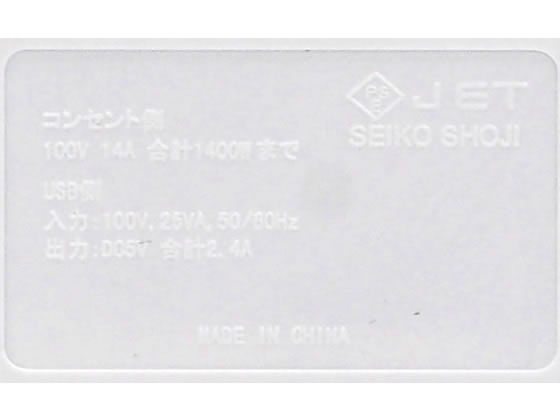 PSE JET
SEIKO SHOJI
コンセント側
100V 14A 合計1400Wまで
USB側
入力:100V,25VA,50/60Hz
出力:DC5V 合計2.4A
MADE IN CHINA